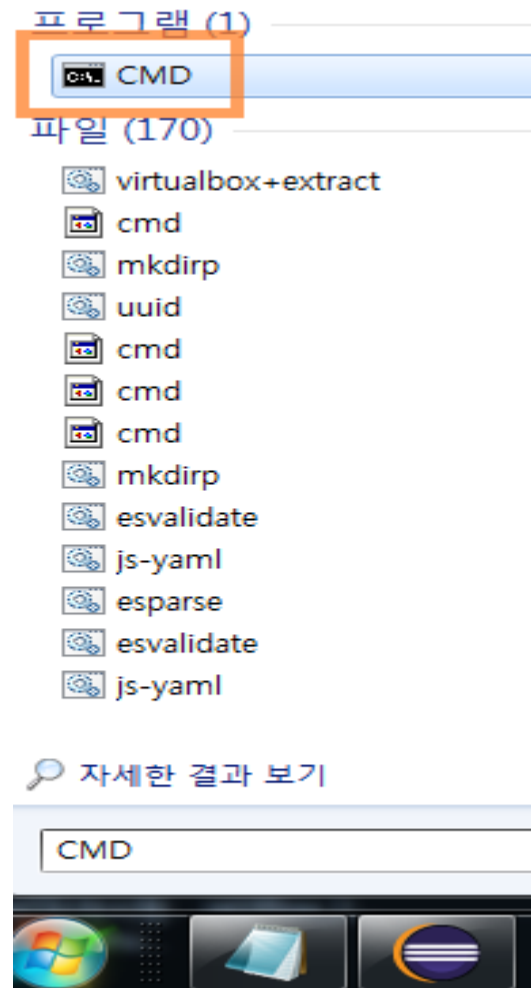 프로그램 (1)
CMD
파일 (170)
virtualbox+extract
cmd
mkdirp
uuid
cmd
cmd
cmd
mkdirp
esvalidate
js-yaml
esparse
esvalidate
js-yaml
자세한 결과 보기
CMD